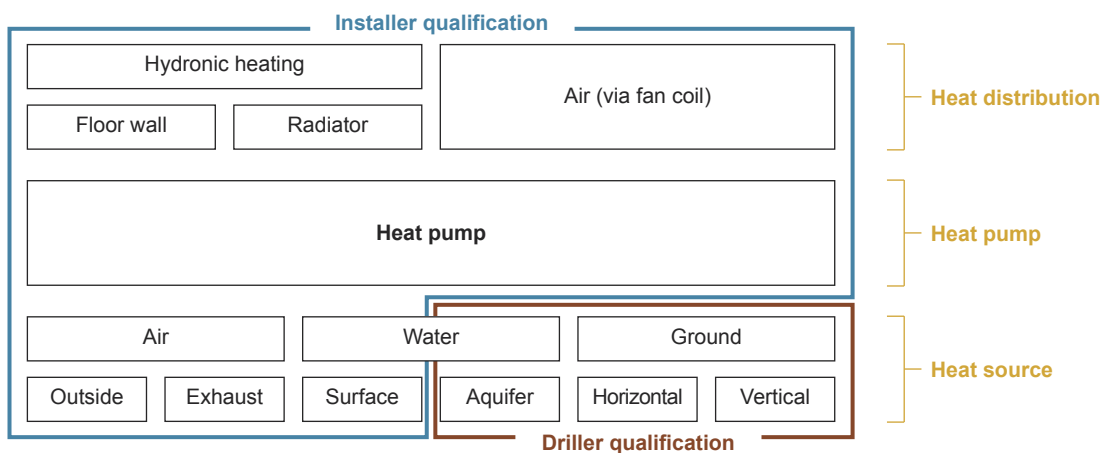 Installer qualification
Hydronic heating
Air (via fan coil)
Heat distribution
Floor wall
Radiator
Heat pump
Heat pump
Air
Water
Ground
Heat source
Outside
Exhaust
Surface
Aquifer
Horizontal
Vertical
Driller qualification